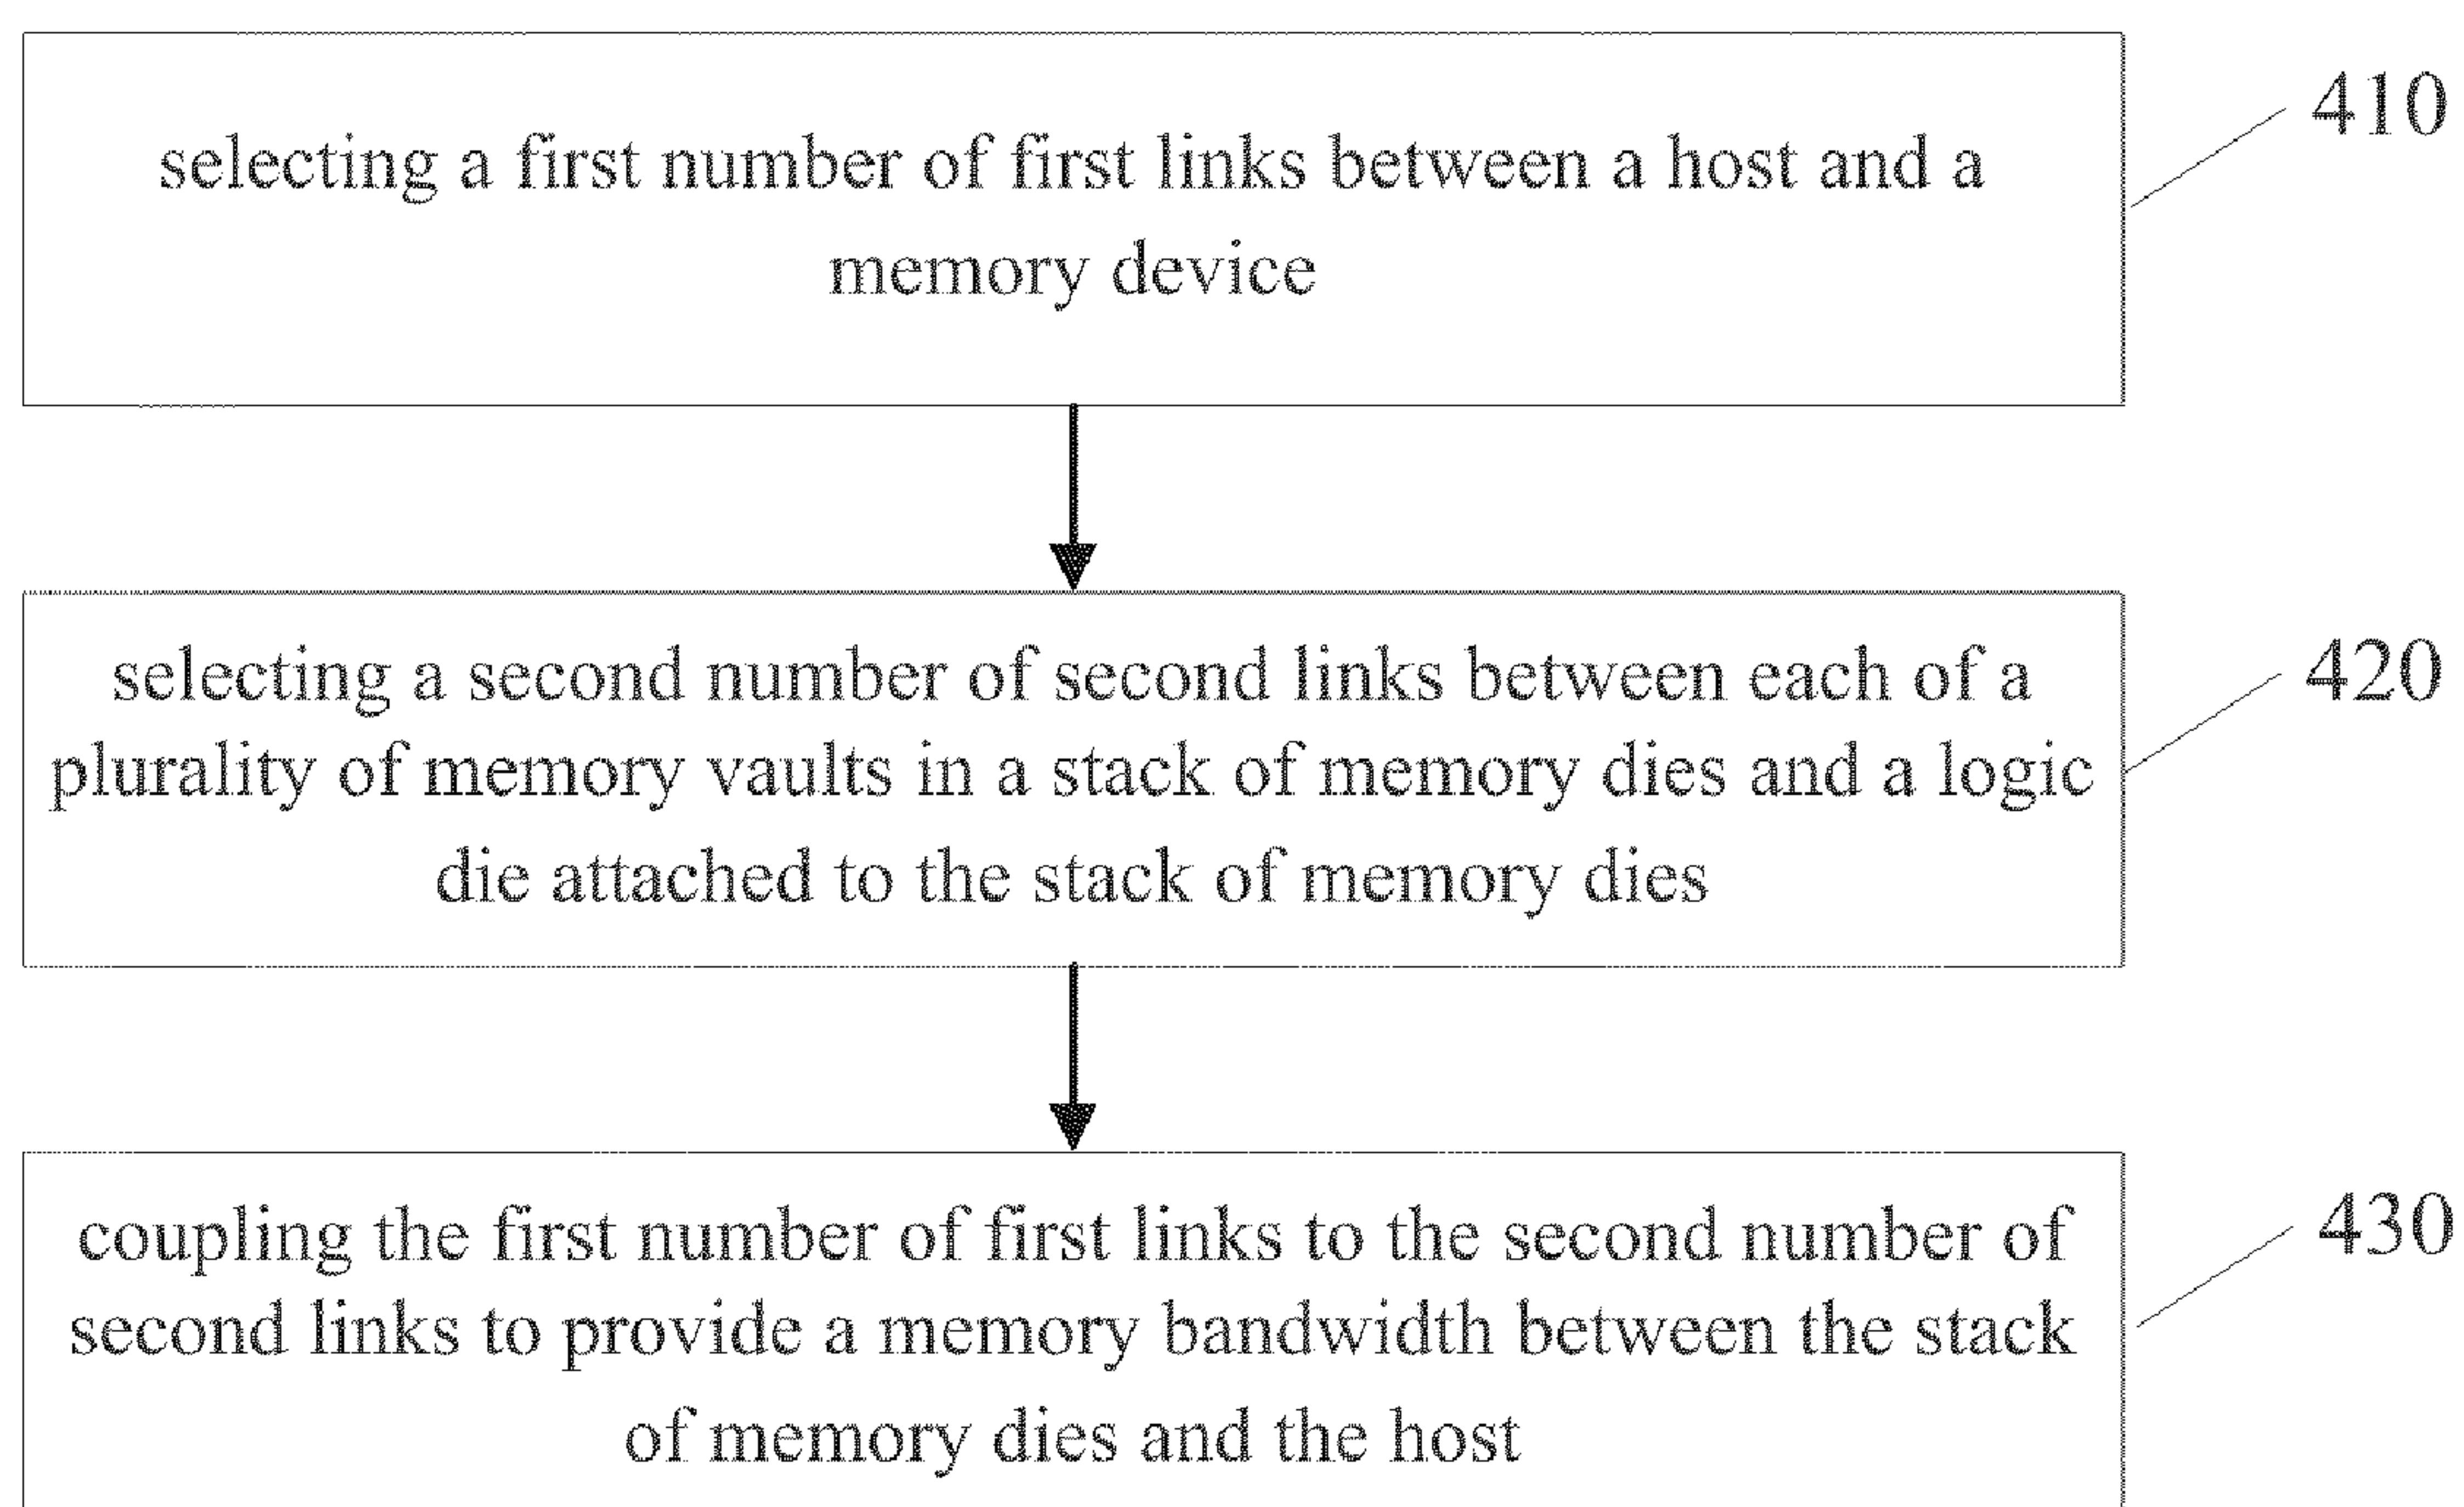 selecting a first number of first links between a host and a
memory device
410
selecting a second number of second links between each of a
plurality of memory vaults in a stack of memory dies and a logic
die attached to the stack of memory dies
420
coupling the first number of first links to the second number of
second links to provide a memory bandwidth between the stack
of memory dies and the host
430